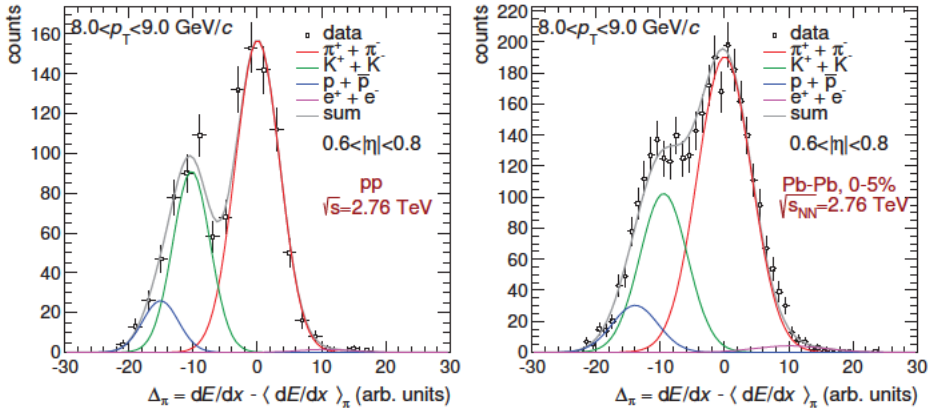 counts
8.0<p_T<9.0 GeV/c
data
π⁺ + π⁻
K⁺ + K⁻
p + p̅
e⁺ + e⁻
sum
0.6<|η|<0.8
pp
√s=2.76 TeV
160
140
120
100
80
60
40
20
0
-30 -20 -10 0 10 20 30
Δ_π = dE/dx - ⟨ dE/dx ⟩_π (arb. units)
counts
8.0<p_T<9.0 GeV/c
data
π⁺ + π⁻
K⁺ + K⁻
p + p̅
e⁺ + e⁻
sum
0.6<|η|<0.8
Pb-Pb, 0-5%
√s_NN=2.76 TeV
220
200
180
160
140
120
100
80
60
40
20
0
-30 -20 -10 0 10 20 30
Δ_π = dE/dx - ⟨ dE/dx ⟩_π (arb. units)